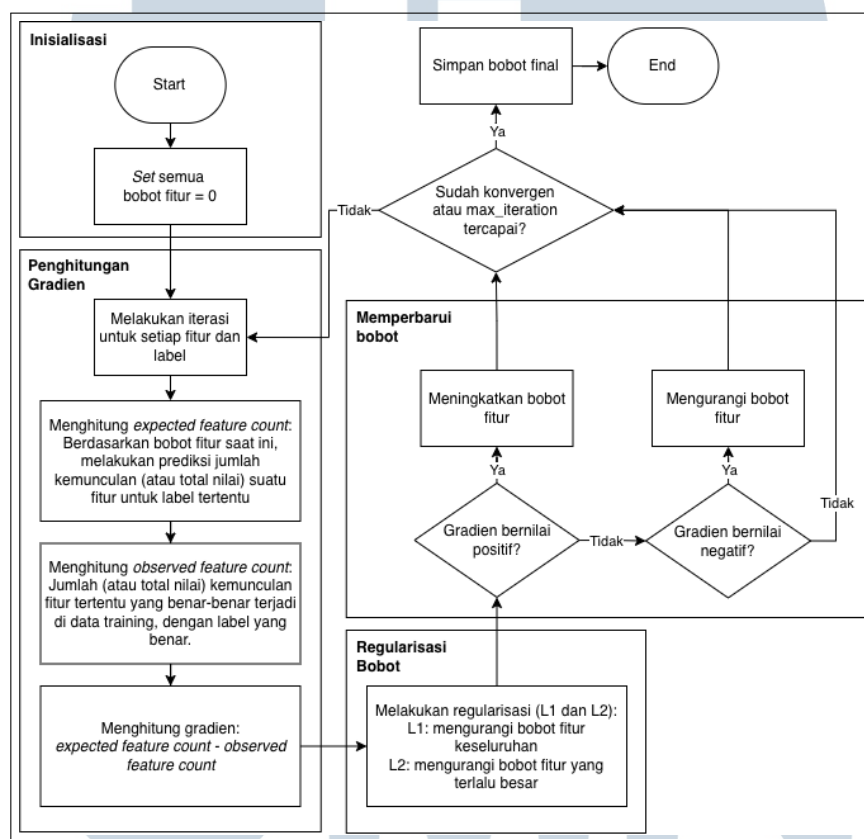 Inisialisasi
Start
Set semua
bobot fitur = 0
Penghitungan
Gradien
Melakukan iterasi
untuk setiap fitur dan
label
Menghitung expected feature count:
Berdasarkan bobot fitur saat ini,
melakukan prediksi jumlah
kemunculan (atau total nilai) suatu
fitur untuk label tertentu
Menghitung observed feature count:
Jumlah (atau total nilai) kemunculan
fitur tertentu yang benar-benar terjadi
di data training, dengan label yang
benar.
Menghitung gradien:
expected feature count - observed
feature count
Regularisasi
Bobot
Melakukan regularisasi (L1 dan L2):
L1: mengurangi bobot fitur
keseluruhan
L2: mengurangi bobot fitur yang
terlalu besar
Memperbarui
bobot
Gradien bernilai
positif?
Ya
Meningkatkan bobot
fitur
Tidak
Gradien bernilai
negatif?
Ya
Mengurangi bobot
fitur
Tidak
Sudah konvergen
atau max_iteration
tercapai?
Tidak
Ya
Simpan bobot final
End